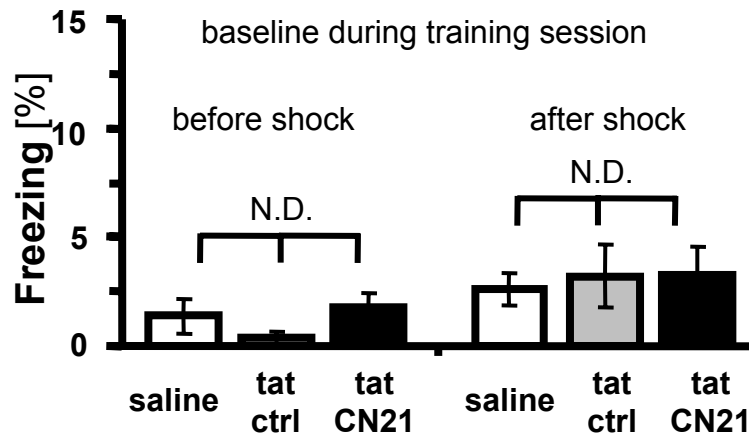 baseline during training session
before shock
after shock
N.D.
N.D.
Freezing [%]
15
10
5
0
saline
tat
ctrl
tat
CN21
saline
tat
ctrl
tat
CN21